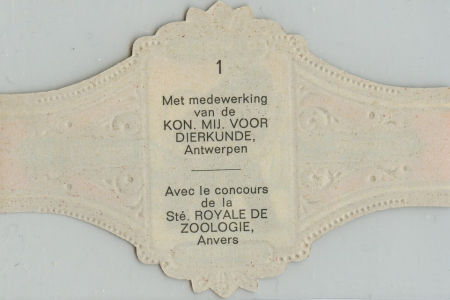 1
Met medewerking
van de
KON. MIJ. VOOR
DIERKUNDE,
Antwerpen
Avec le concours
de la
Sté. ROYALE DE
ZOOLOGIE,
Anvers